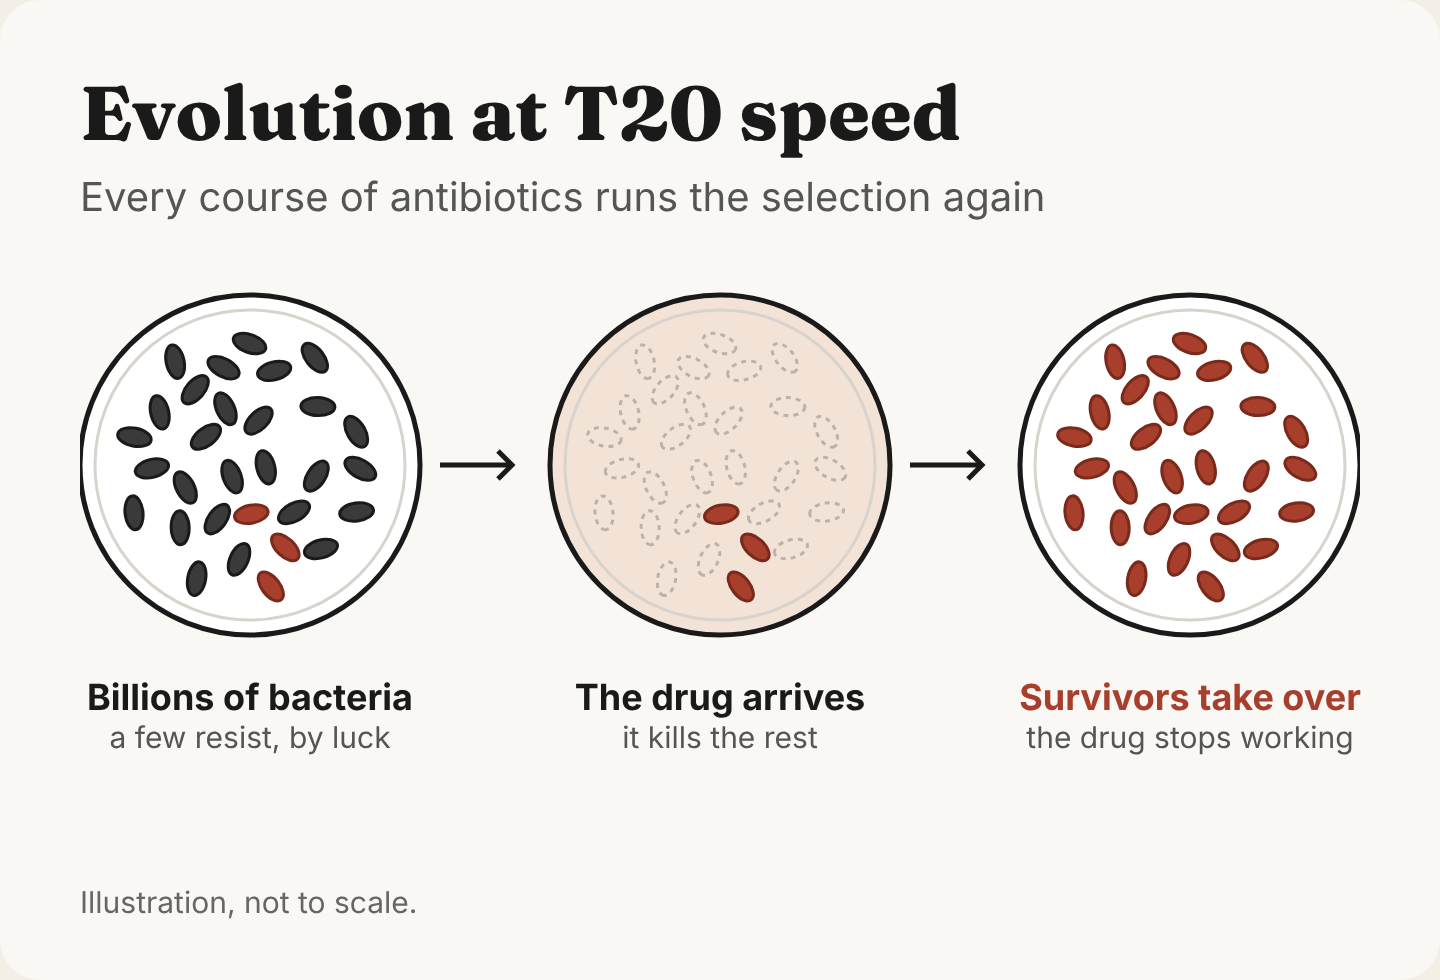 Evolution at T20 speed
Every course of antibiotics runs the selection again
Billions of bacteria
a few resist, by luck
The drug arrives
it kills the rest
Survivors take over
the drug stops working
Illustration, not to scale.